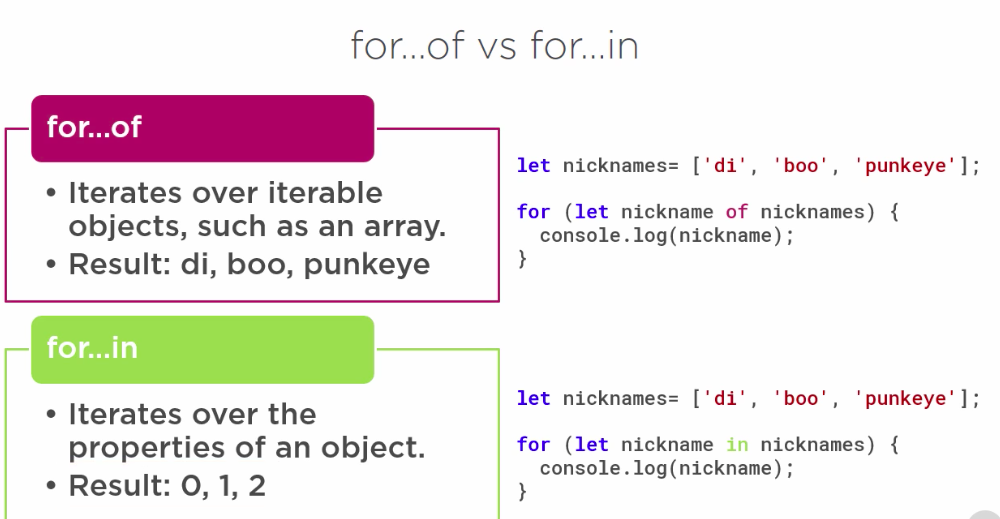 for...of vs for...in
for...of
• Iterates over iterable
objects, such as an array.
• Result: di, boo, punkeye
let nicknames= ['di', 'boo', 'punkeye'];
for (let nickname of nicknames) {
  console.log(nickname);
}
for...in
• Iterates over the
properties of an object.
• Result: 0, 1, 2
let nicknames= ['di', 'boo', 'punkeye'];
for (let nickname in nicknames) {
  console.log(nickname);
}